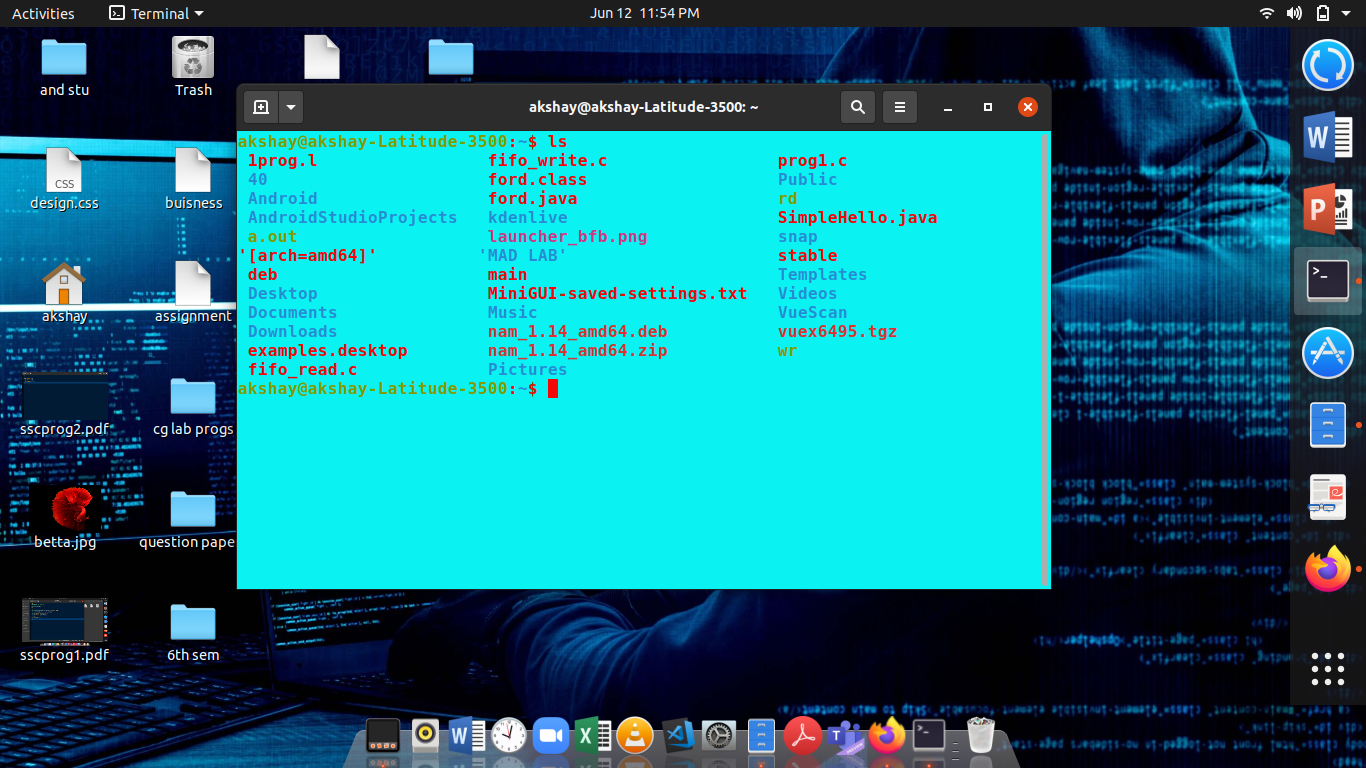 Activities Terminal Jun 12 11:54 PM
and stu Trash
akshay@akshay-Latitude-3500: ~
akshay@akshay-Latitude-3500:~$ ls
1prog.l fifo_write.c prog1.c
40 ford.class Public
Android ford.java rd
AndroidStudioProjects kdenlive SimpleHello.java
a.out launcher_bfb.png snap
'[arch=amd64]' 'MAD LAB' stable
deb main Templates
Desktop MiniGUI-saved-settings.txt Videos
Documents Music VueScan
Downloads nam_1.14_amd64.deb vuex6495.tgz
examples.desktop nam_1.14_amd64.zip wr
fifo_read.c Pictures
akshay@akshay-Latitude-3500:~$
CSS
design.css buisness
akshay assignment
sscprog2.pdf cg lab progs
betta.jpg question pape
sscprog1.pdf 6th sem